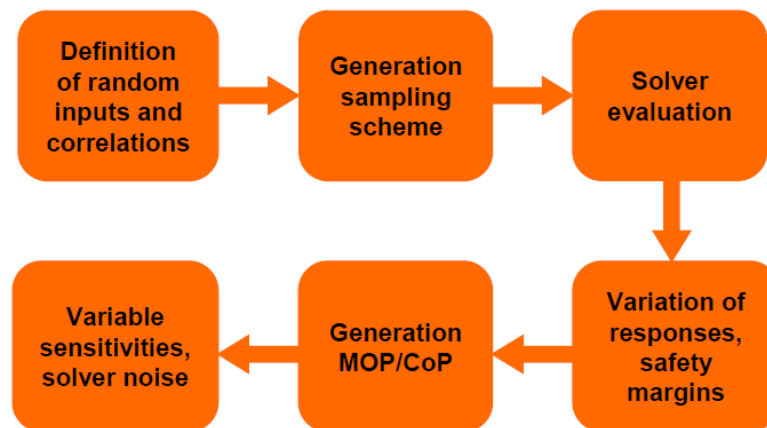 Definition
of random
inputs and
correlations
Generation
sampling
scheme
Solver
evaluation
Variable
sensitivities,
solver noise
Generation
MOP/CoP
Variation of
responses,
safety
margins